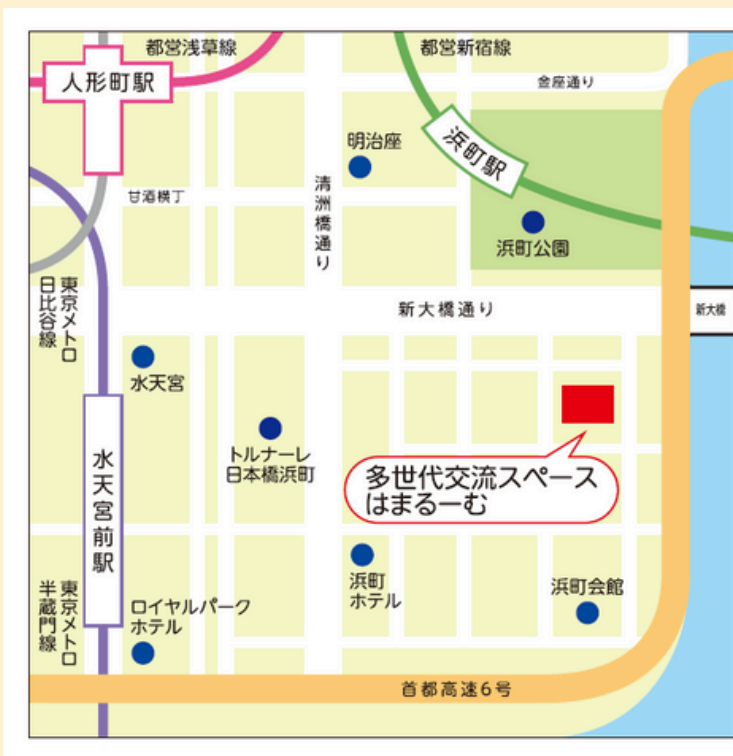 都営浅草線
都営新宿線
人形町駅
金座通り
明治座
浜町駅
甘酒横丁
清洲橋通り
浜町公園
東京メトロ
日比谷線
新大橋通り
新大橋
水天宮
トルナーレ
日本橋浜町
多世代交流スペース
はまるーむ
水天宮前駅
浜町
ホテル
浜町会館
東京メトロ
半蔵門線
ロイヤルパーク
ホテル
首都高速6号